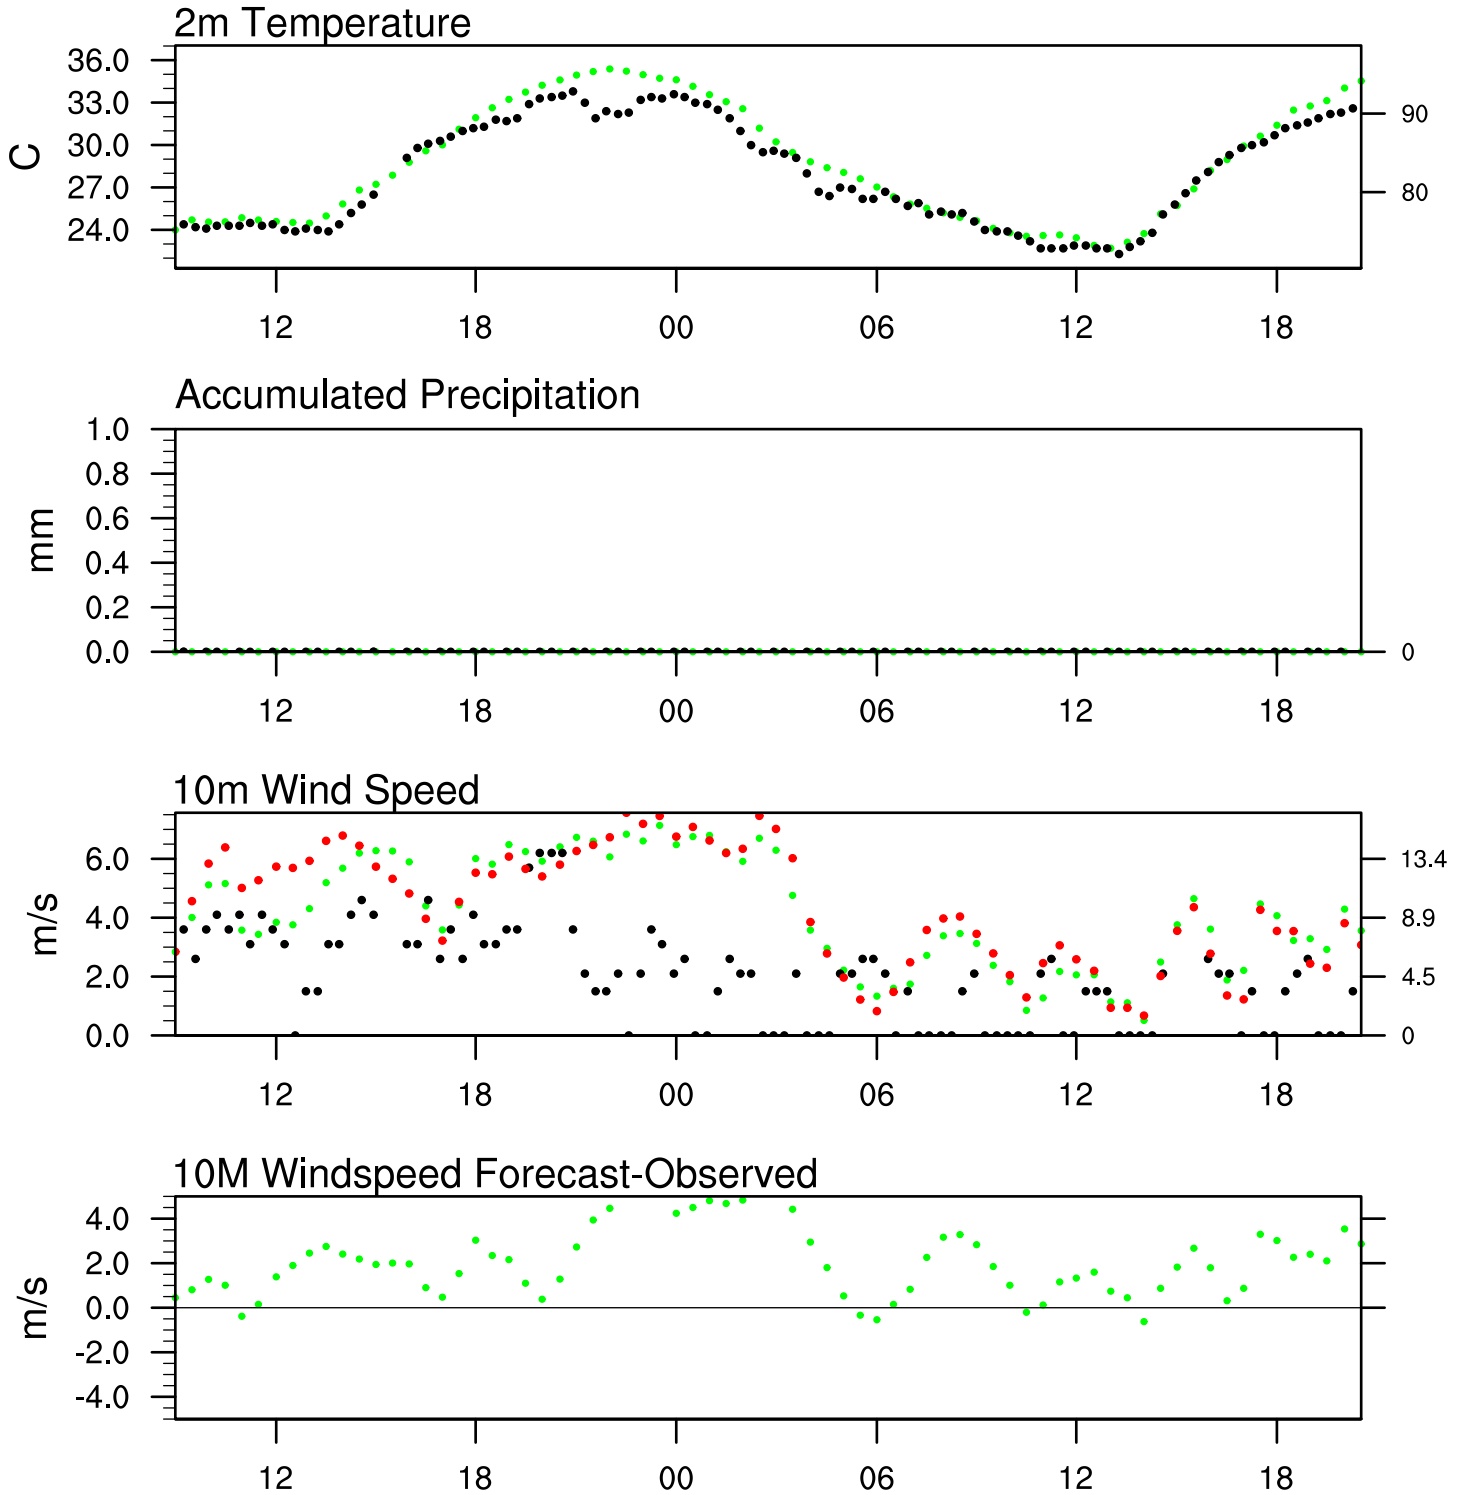 2m Temperature
36.0
33.0
30.0
27.0
24.0
C
90
80
12 18 00 06 12 18
Accumulated Precipitation
1.0
0.8
0.6
0.4
0.2
0.0
mm
0
12 18 00 06 12 18
10m Wind Speed
6.0
4.0
2.0
0.0
m/s
13.4
8.9
4.5
0
12 18 00 06 12 18
10M Windspeed Forecast-Observed
4.0
2.0
0.0
-2.0
-4.0
m/s
12 18 00 06 12 18